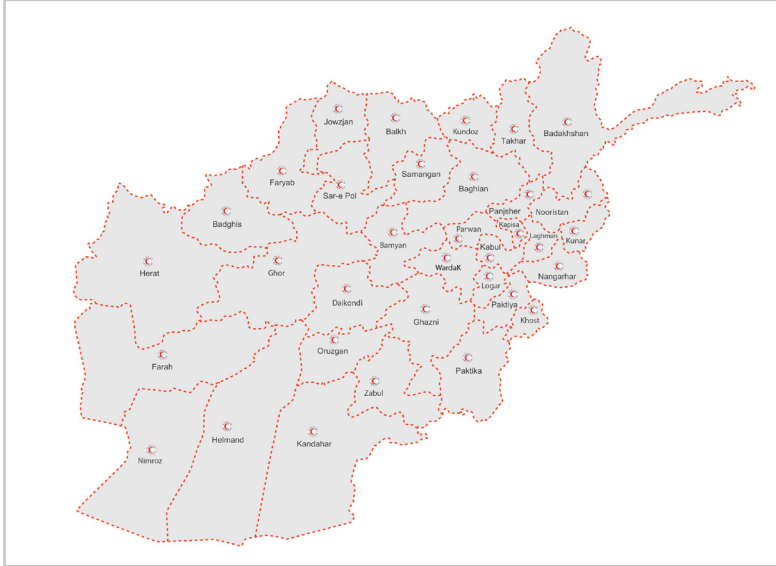 Jowzjan
Balkh
Kundoz
Takhar
Badakhshan
Faryab
Samangan
Baghlan
Sar-e Pol
Badghis
Panjsher
Nooristan
Kapisa
Parwan
Laghman
Kunar
Bamyan
Kabul
WardaK
Herat
Ghor
Nangarhar
Logar
Daikondi
Paktiya
Ghazni
Khost
Oruzgan
Farah
Paktika
Zabul
Helmand
Kandahar
Nimroz